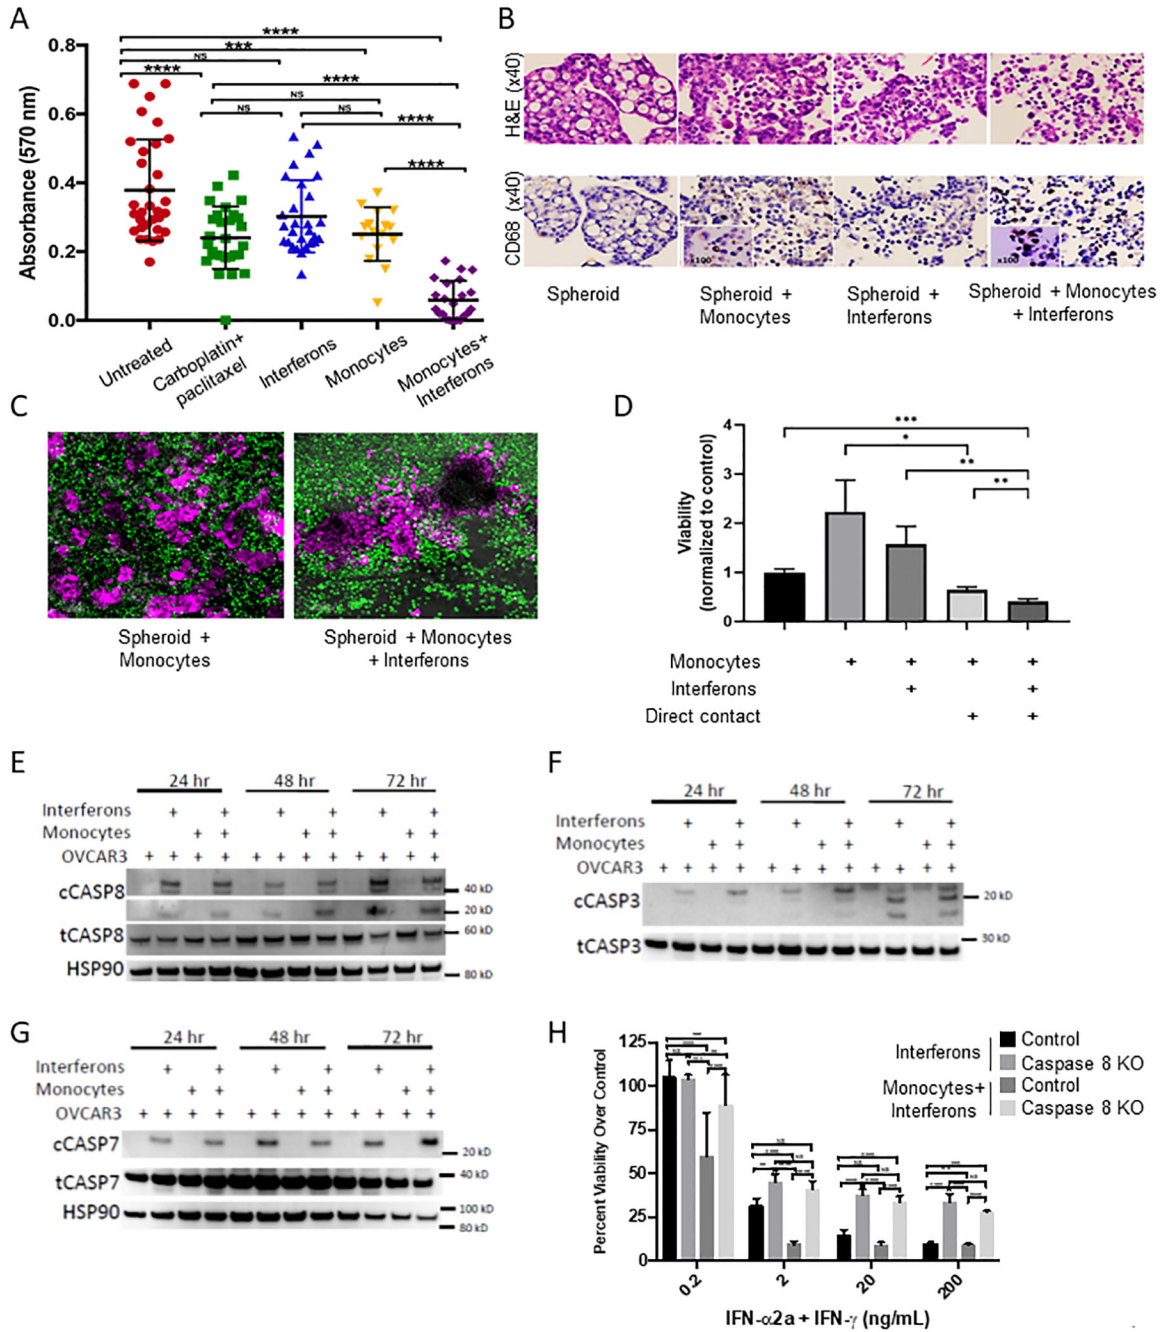 A
Absorbance (570 nm)
0.8
0.6
0.4
0.2
0.0
****
***
NS
****
****
NS
NS
NS
****
****
Untreated
Carboplatin+
paclitaxel
Interferons
Monocytes
Monocytes+
Interferons
B
H&E (x40)
CD68 (x40)
x100
x100
Spheroid
Spheroid +
Monocytes
Spheroid +
Interferons
Spheroid + Monocytes
+ Interferons
C
Spheroid +
Monocytes
Spheroid + Monocytes
+ Interferons
D
Viability
(normalized to control)
4
3
2
1
0
***
*
**
**
Monocytes + + + +
Interferons + +
Direct contact + +
E
24 hr 48 hr 72 hr
Interferons + + + + + +
Monocytes + + + + + +
OVCAR3 + + + + + + + + + + + +
cCASP8
40 kD
20 kD
tCASP8
60 kD
HSP90
80 kD
F
24 hr 48 hr 72 hr
Interferons + + + + + +
Monocytes + + + + + +
OVCAR3 + + + + + + + + + + + +
cCASP3
20 kD
tCASP3
30 kD
G
24 hr 48 hr 72 hr
Interferons + + + + + +
Monocytes + + + + + +
OVCAR3 + + + + + + + + + + + +
cCASP7
20 kD
tCASP7
40 kD
HSP90
100 kD
80 kD
H
Percent Viability Over Control
125
100
75
50
25
0
0.2
2
20
200
IFN-α2a + IFN-γ (ng/mL)
Interferons
Control
Caspase 8 KO
Monocytes+
Interferons
Control
Caspase 8 KO